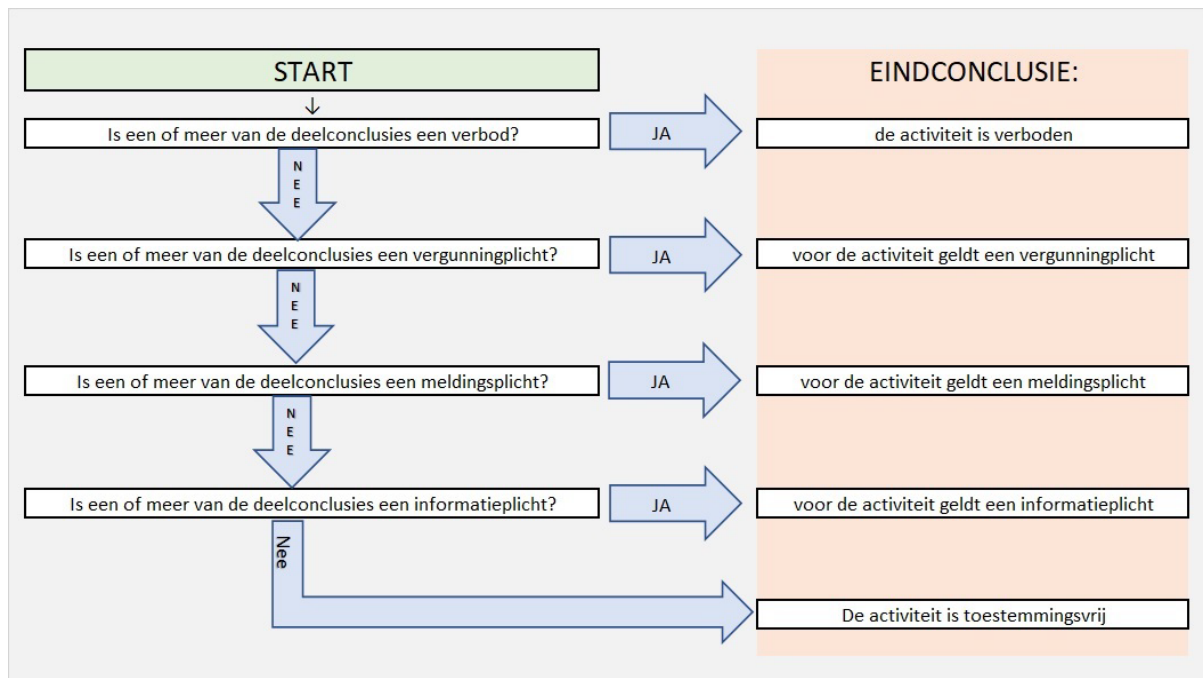 START
EINDCONCLUSIE:
↓
Is een of meer van de deelconclusies een verbod?
JA
de activiteit is verboden
N
E
E
Is een of meer van de deelconclusies een vergunningplicht?
JA
voor de activiteit geldt een vergunningplicht
N
E
E
Is een of meer van de deelconclusies een meldingsplicht?
JA
voor de activiteit geldt een meldingsplicht
N
E
E
Is een of meer van de deelconclusies een informatieplicht?
JA
voor de activiteit geldt een informatieplicht
Nee
De activiteit is toestemmingsvrij